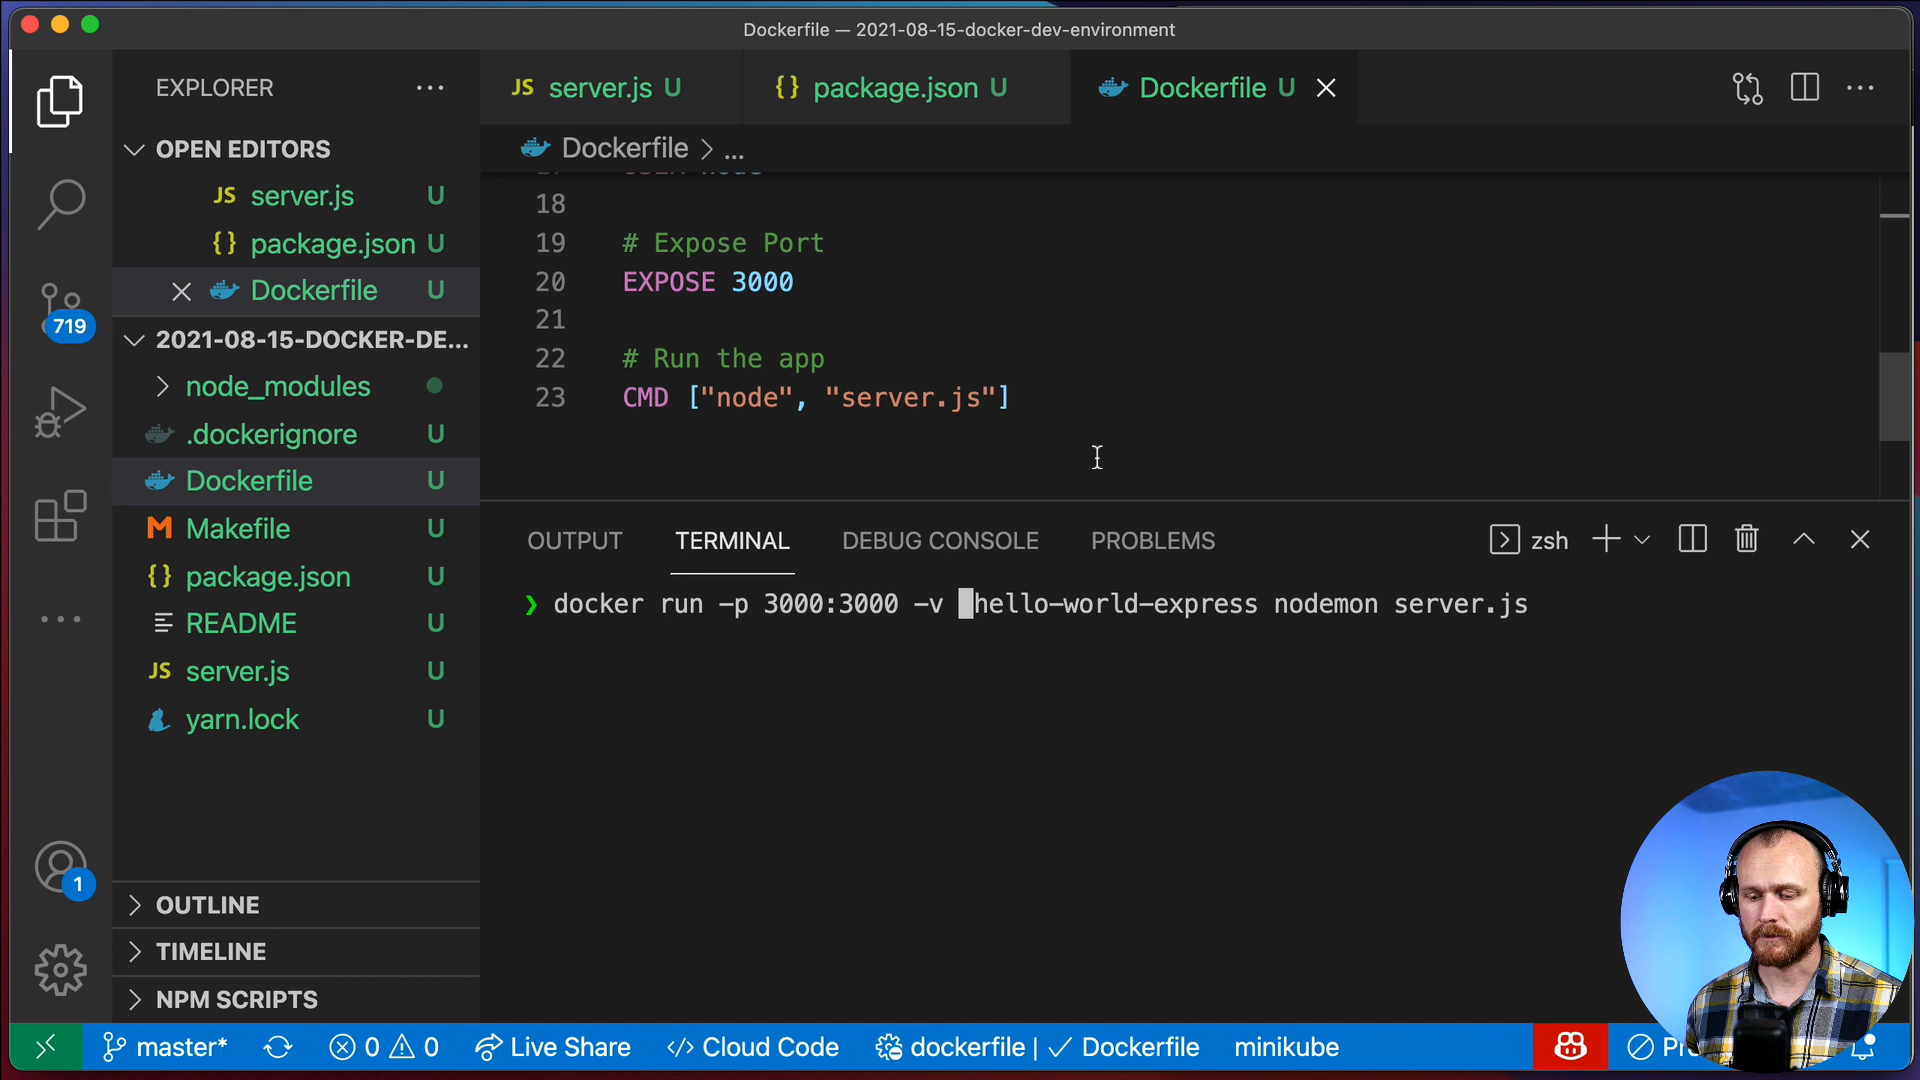 Dockerfile — 2021-08-15-docker-dev-environment
EXPLORER
OPEN EDITORS
JS server.js U
{} package.json U
Dockerfile U
719
2021-08-15-DOCKER-DE...
node_modules
.dockerignore U
Dockerfile U
Makefile U
{} package.json U
README U
JS server.js U
yarn.lock U
1
OUTLINE
TIMELINE
NPM SCRIPTS
JS server.js U
{} package.json U
Dockerfile U
Dockerfile > ...
18
19 # Expose Port
20 EXPOSE 3000
21
22 # Run the app
23 CMD ["node", "server.js"]
OUTPUT TERMINAL DEBUG CONSOLE PROBLEMS
zsh
❯ docker run -p 3000:3000 -v hello-world-express nodemon server.js
master* 0 0 Live Share </> Cloud Code dockerfile | ✓ Dockerfile minikube